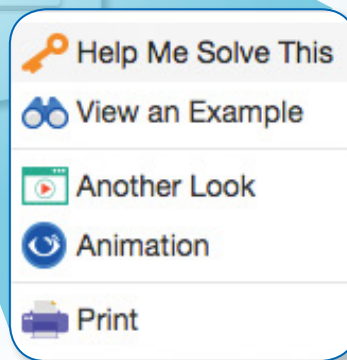 Help Me Solve This
View an Example
Another Look
Animation
Print